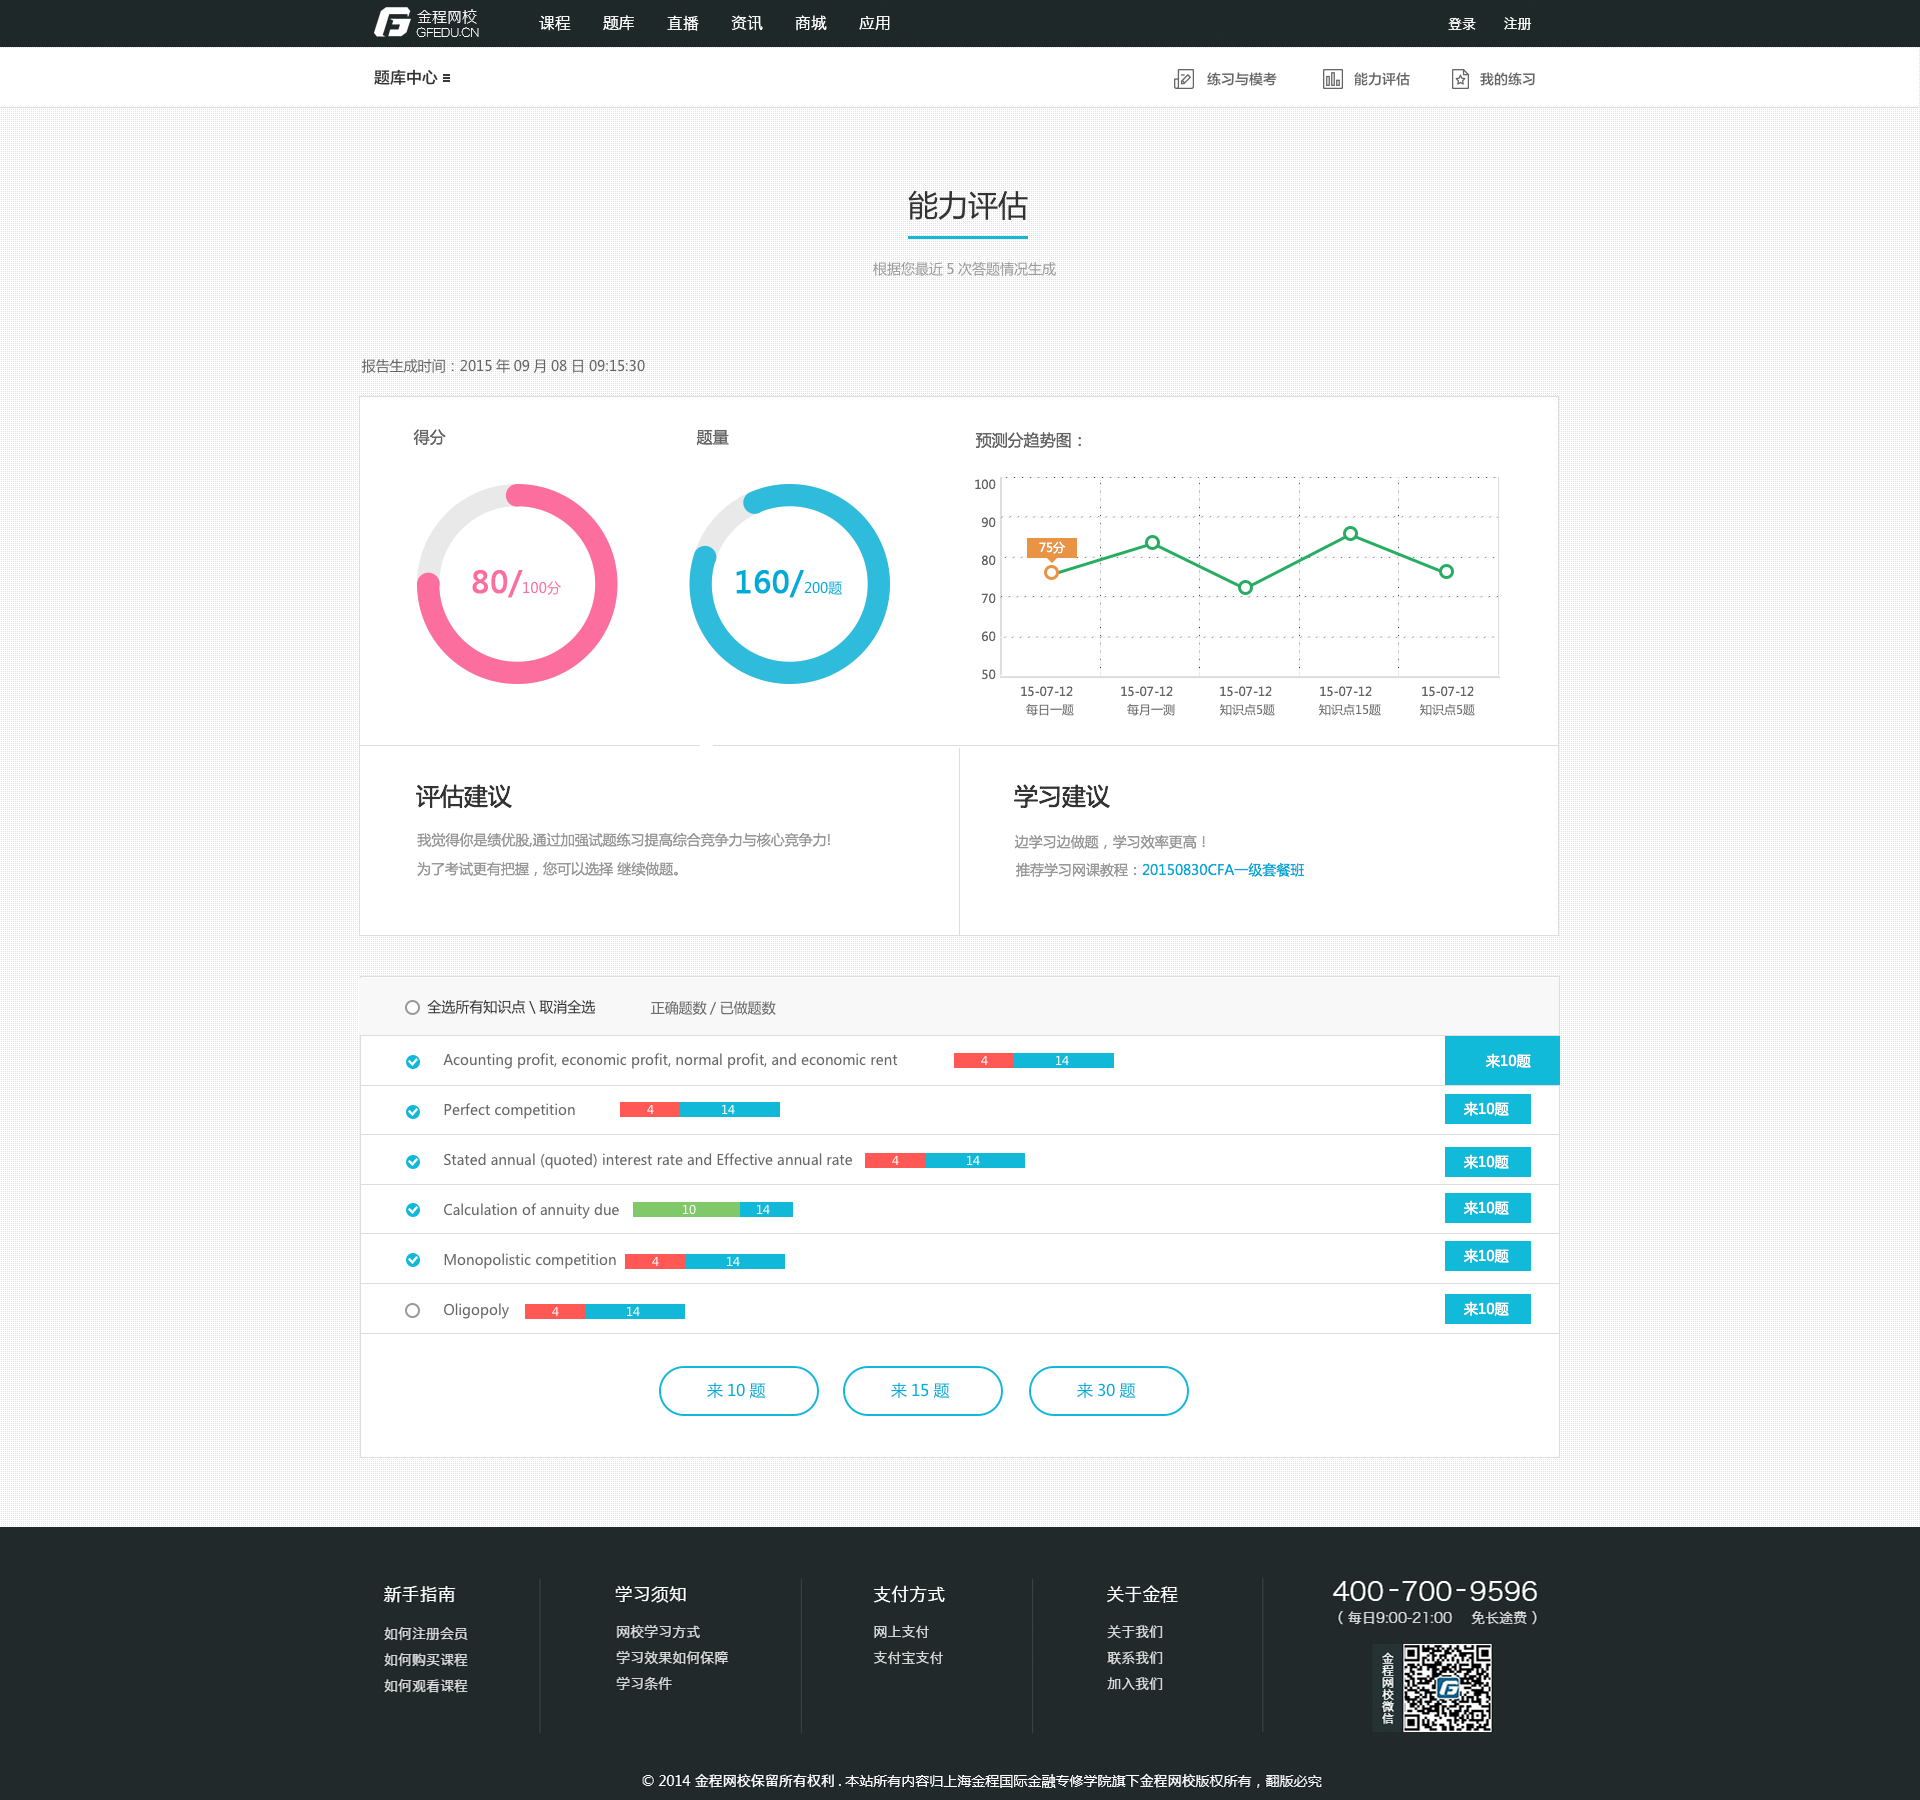 金程网校
GFEDU.CN
课程 题库 直播 资讯 商城 应用
登录 注册
题库中心
练习与模考 能力评估 我的练习
能力评估
根据您最近 5 次答题情况生成
报告生成时间：2015 年 09 月 08 日 09:15:30
得分
80/100分
题量
160/200题
预测分趋势图：
100
90
80
70
60
50
75分
15-07-12 15-07-12 15-07-12 15-07-12 15-07-12
每日一题 每月一测 知识点5题 知识点15题 知识点5题
评估建议
我觉得你是绩优股,通过加强试题练习提高综合竞争力与核心竞争力!
为了考试更有把握，您可以选择 继续做题。
学习建议
边学习边做题，学习效率更高！
推荐学习网课教程：20150830CFA一级套餐班
全选所有知识点 \ 取消全选 正确题数 / 已做题数
Acounting profit, economic profit, normal profit, and economic rent 4 14 来10题
Perfect competition 4 14 来10题
Stated annual (quoted) interest rate and Effective annual rate 4 14 来10题
Calculation of annuity due 10 14 来10题
Monopolistic competition 4 14 来10题
Oligopoly 4 14 来10题
来 10 题 来 15 题 来 30 题
新手指南
如何注册会员
如何购买课程
如何观看课程
学习须知
网校学习方式
学习效果如何保障
学习条件
支付方式
网上支付
支付宝支付
关于金程
关于我们
联系我们
加入我们
400-700-9596
（ 每日9:00-21:00 免长途费 ）
金程网校微信
© 2014 金程网校保留所有权利 . 本站所有内容归上海金程国际金融专修学院旗下金程网校版权所有，翻版必究